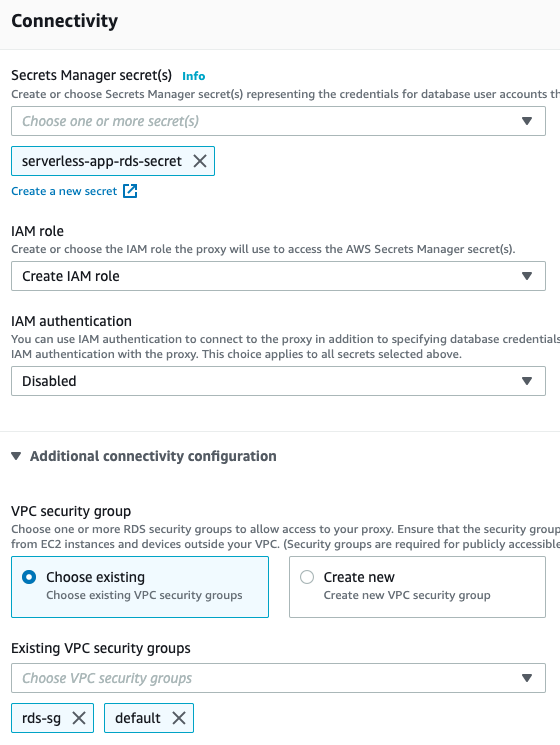 Connectivity
Secrets Manager secret(s) Info
Create or choose Secrets Manager secret(s) representing the credentials for database user accounts
Choose one or more secret(s)
serverless-app-rds-secret
Create a new secret
IAM role
Create or choose the IAM role the proxy will use to access the AWS Secrets Manager secret(s).
Create IAM role
IAM authentication
You can use IAM authentication to connect to the proxy in addition to specifying database credentials
IAM authentication with the proxy. This choice applies to all secrets selected above.
Disabled
Additional connectivity configuration
VPC security group
Choose one or more RDS security groups to allow access to your proxy. Ensure that the security group
from EC2 instances and devices outside your VPC. (Security groups are required for publicly accessible
Choose existing Create new
Choose existing VPC security groups Create new VPC security group
Existing VPC security groups
Choose VPC security groups
rds-sg default